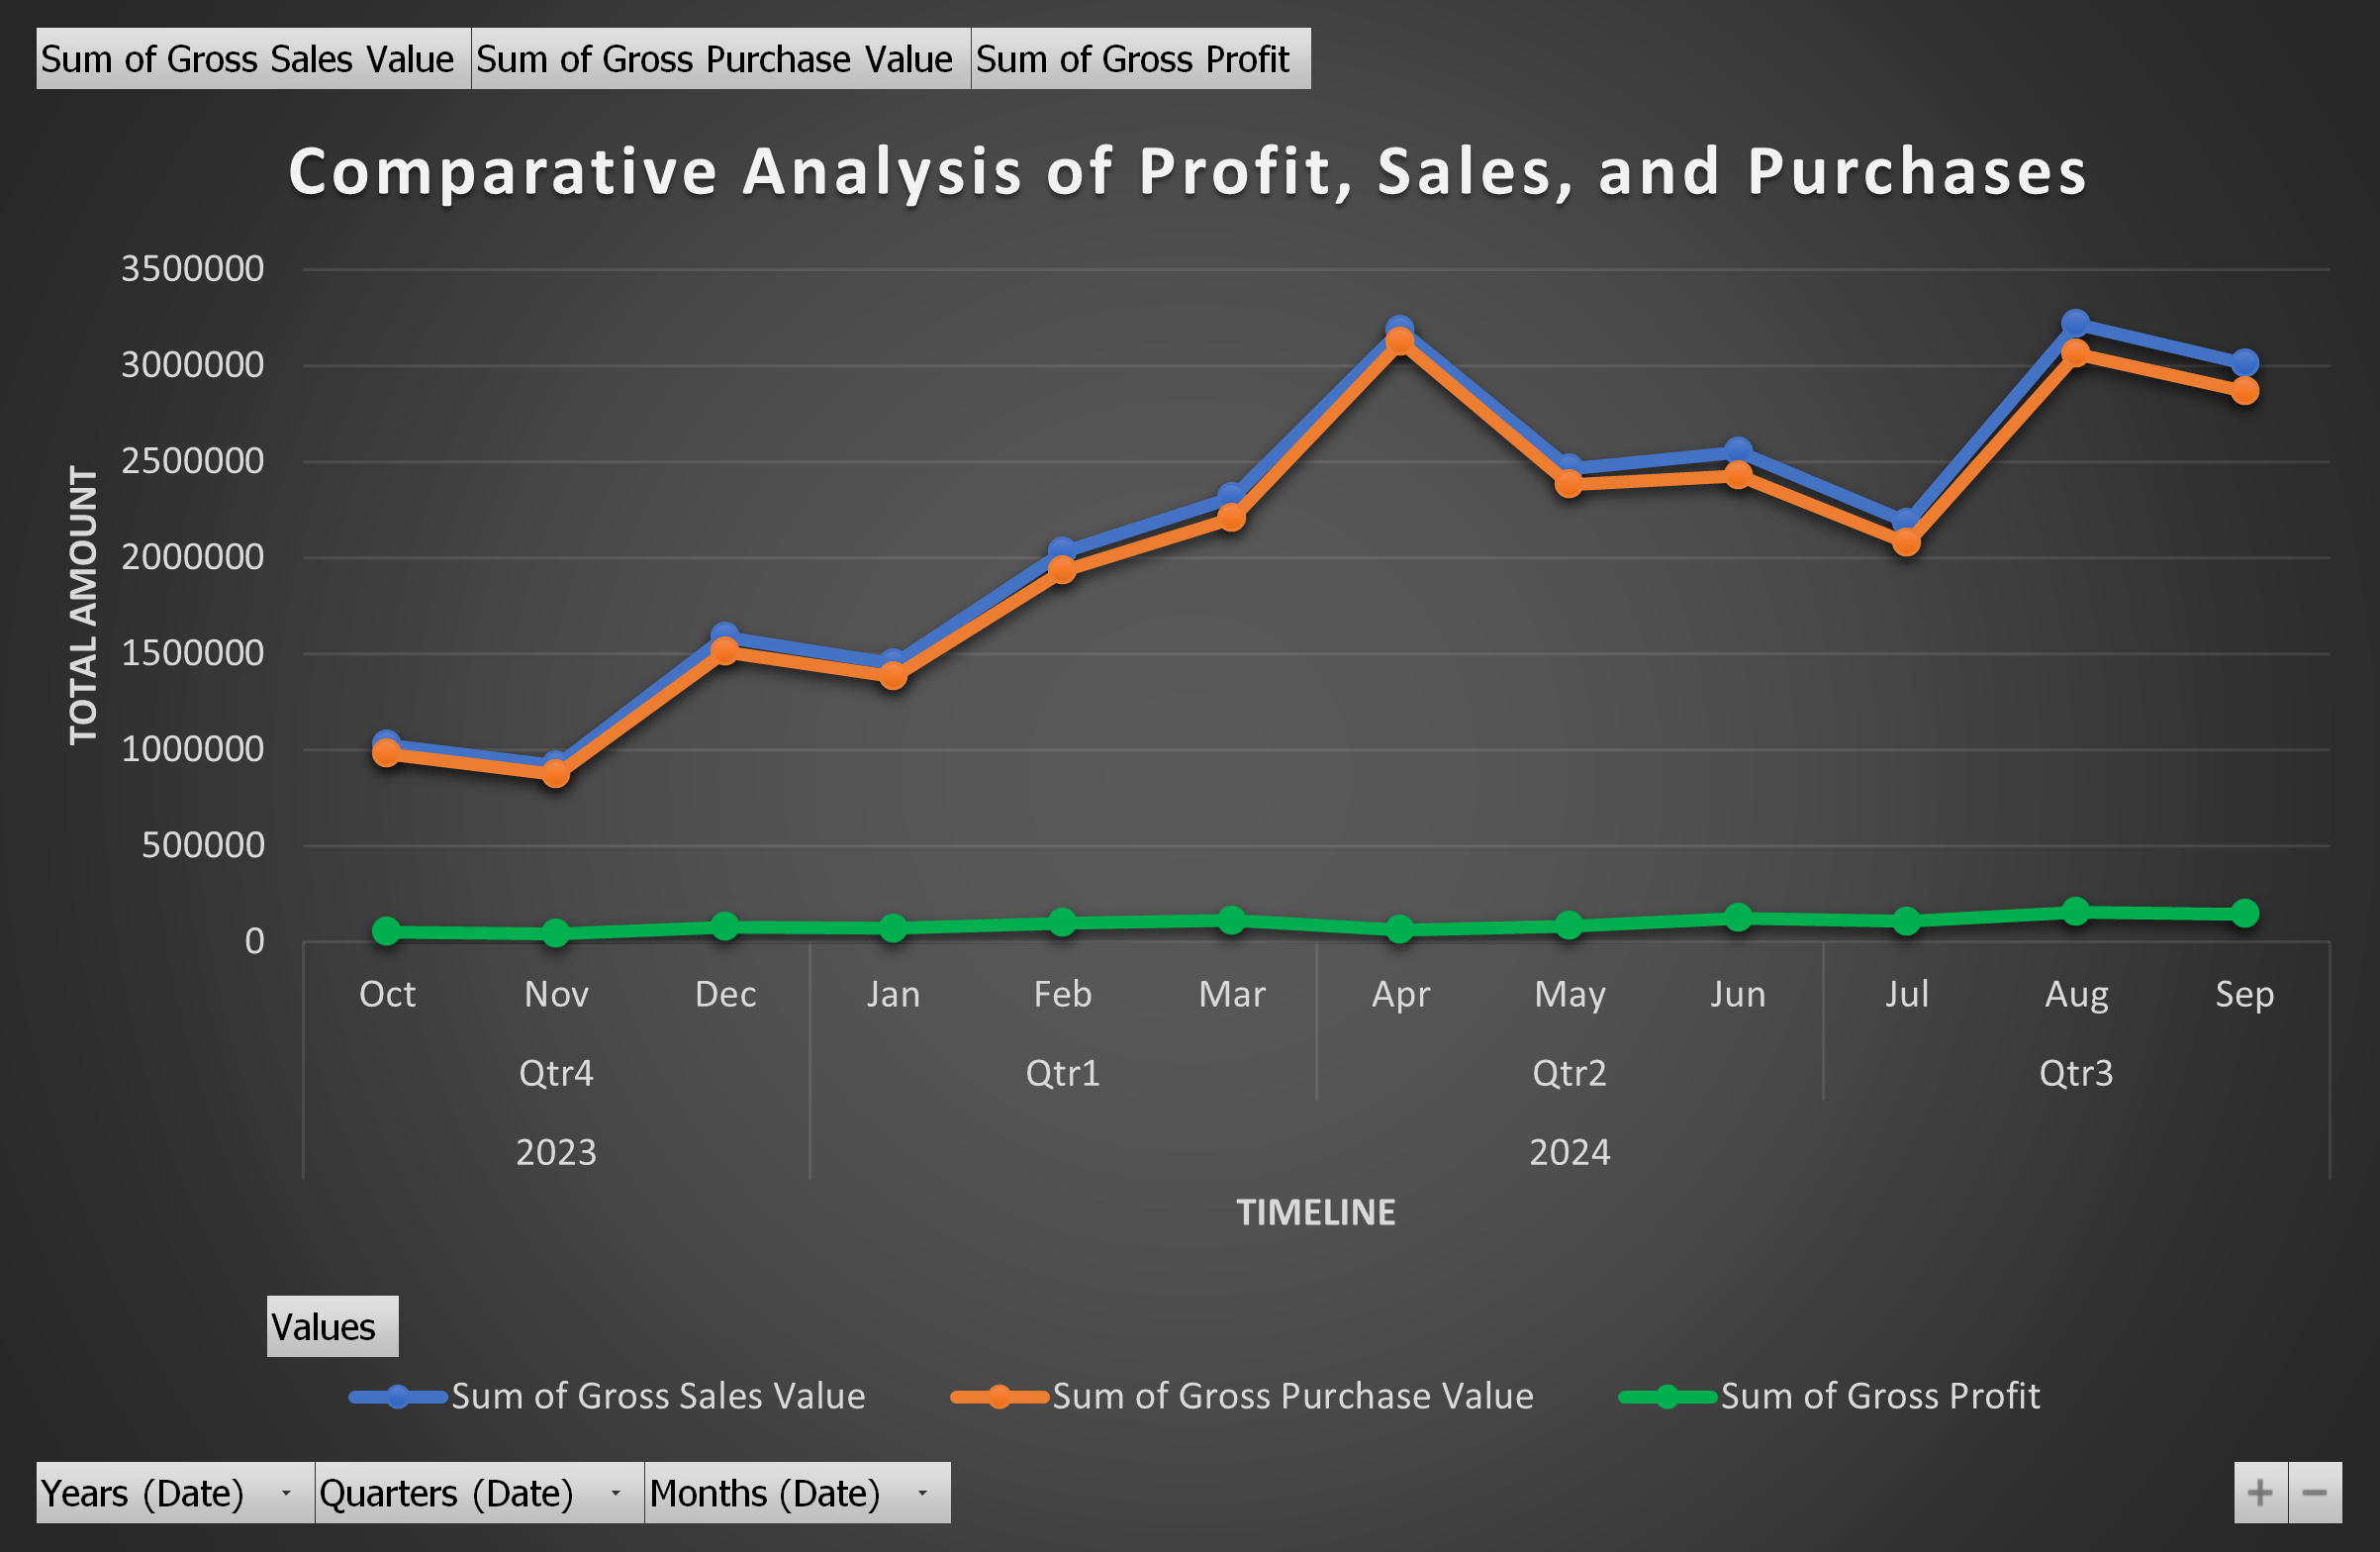 Sum of Gross Sales Value Sum of Gross Purchase Value Sum of Gross Profit
Comparative Analysis of Profit, Sales, and Purchases
TOTAL AMOUNT
3500000
3000000
2500000
2000000
1500000
1000000
500000
0
Oct Nov Dec Jan Feb Mar Apr May Jun Jul Aug Sep
Qtr4 Qtr1 Qtr2 Qtr3
2023 2024
TIMELINE
Values
Sum of Gross Sales Value Sum of Gross Purchase Value Sum of Gross Profit
Years (Date) Quarters (Date) Months (Date) + −